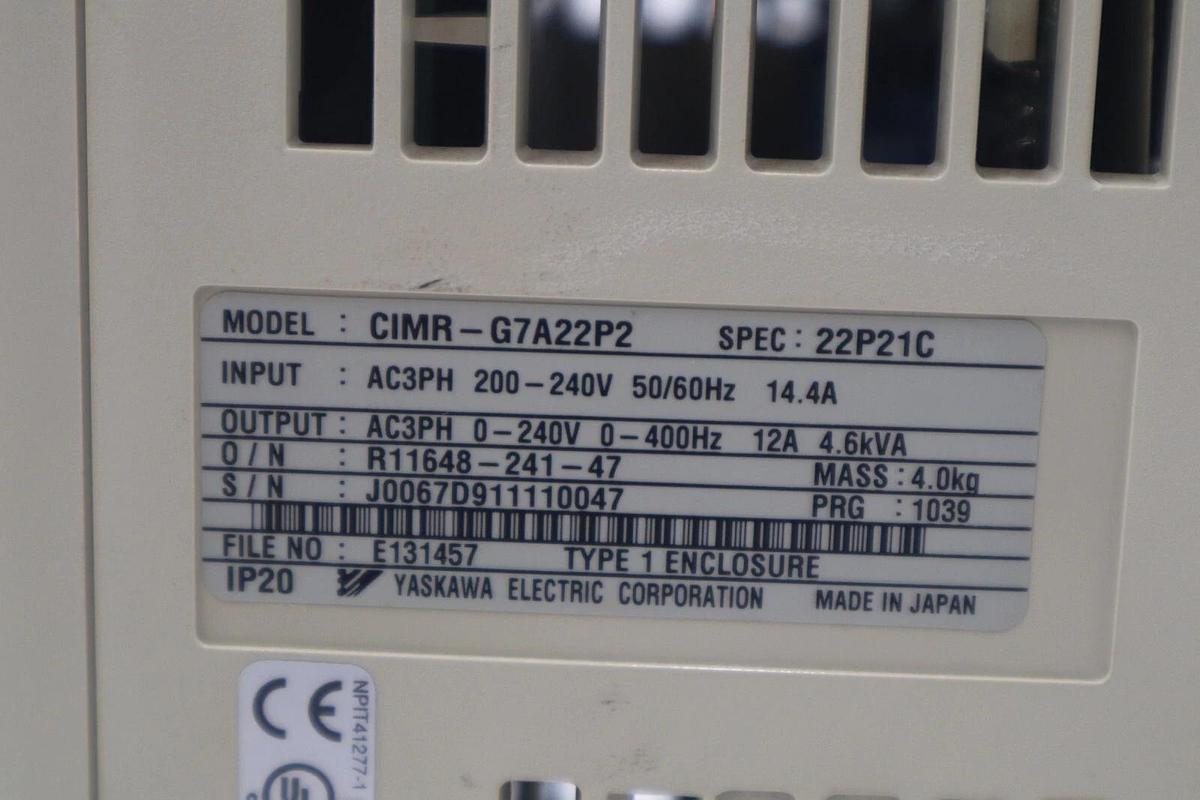 MODEL : CIMR-G7A22P2 SPEC: 22P21C
INPUT : AC3PH 200-240V 50/60Hz 14.4A
OUTPUT : AC3PH 0-240V 0-400Hz 12A 4.6kVA
O/N : R11648-241-47 MASS : 4.0kg
S/N : J0067D911110047 PRG : 1039
FILE NO : E131457 TYPE 1 ENCLOSURE
IP20 YASKAWA ELECTRIC CORPORATION MADE IN JAPAN
CE
NPIT41277-1
UL